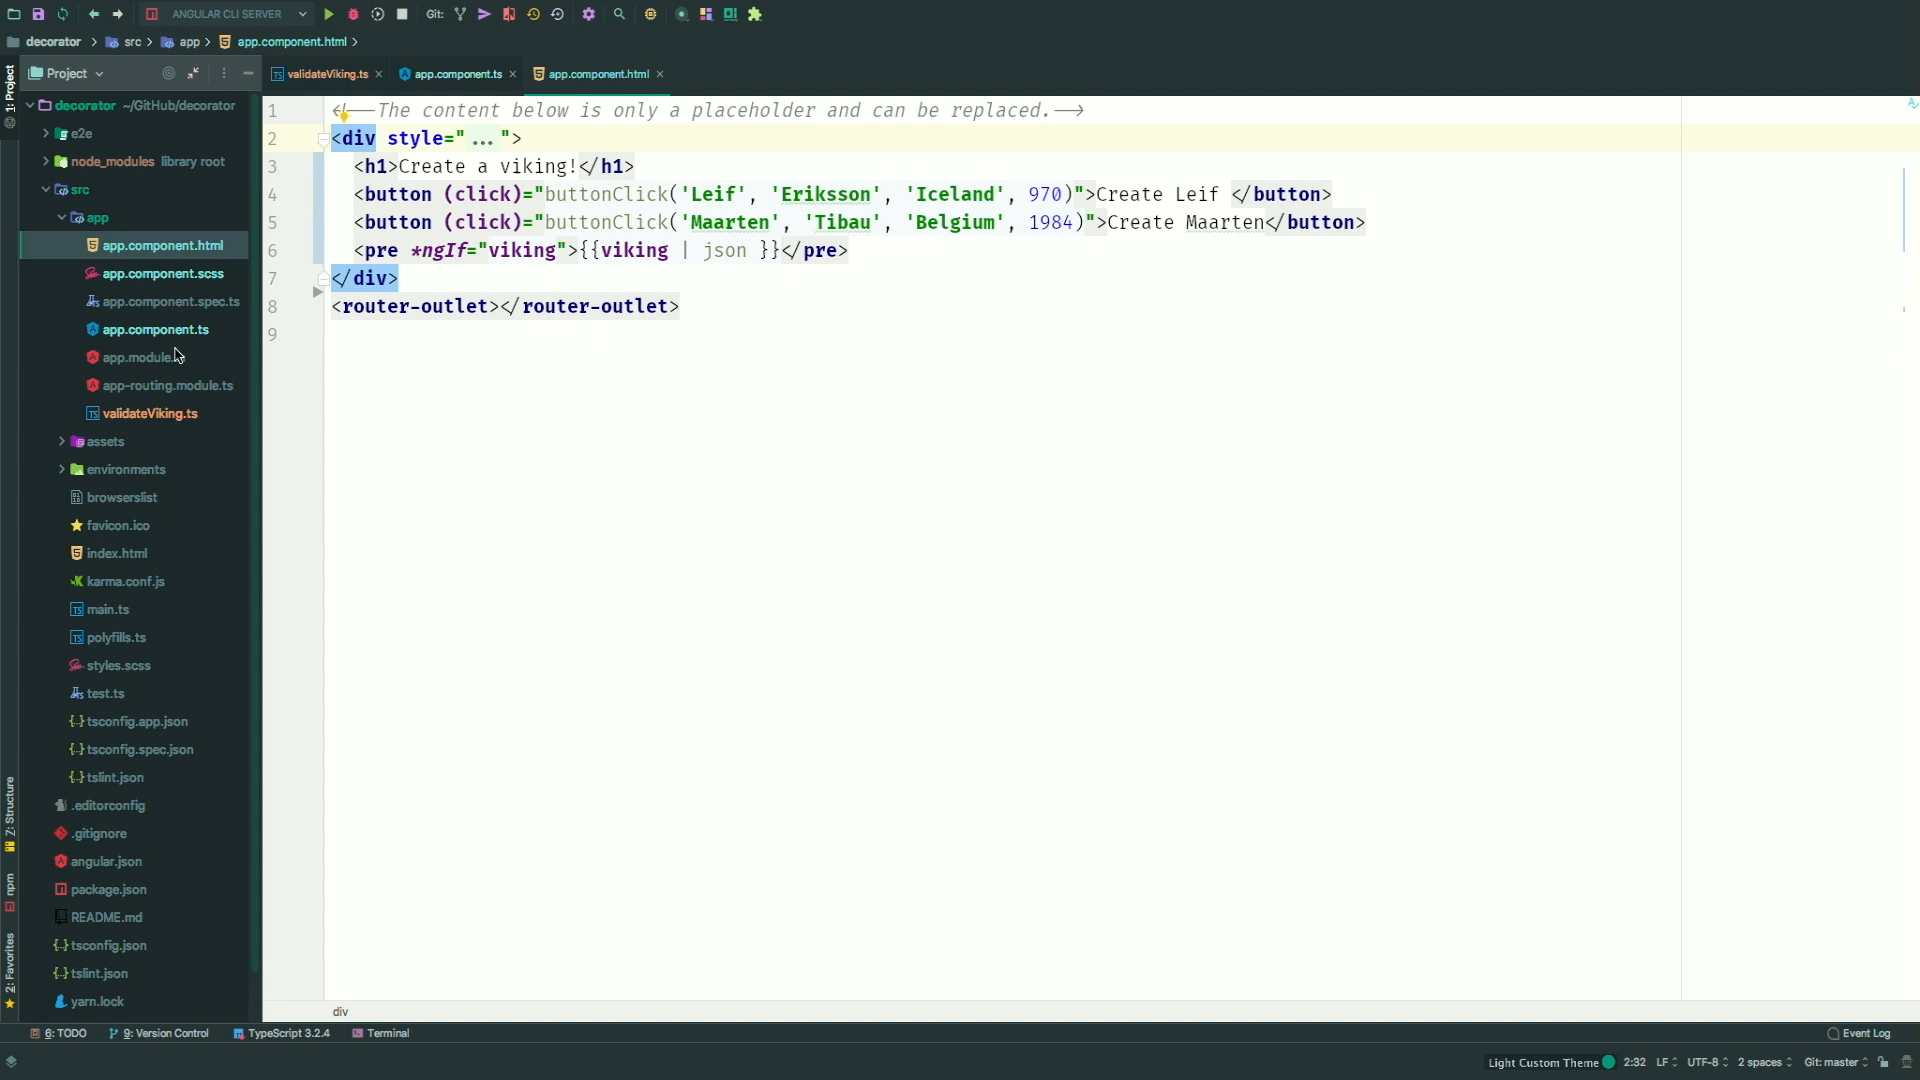 ANGULAR CLI SERVER Git:
decorator src app app.component.html
Project validateViking.ts app.component.ts app.component.html
1: Project
decorator ~/GitHub/decorator
e2e
node_modules library root
src
app
app.component.html
app.component.scss
app.component.spec.ts
app.component.ts
app.module.
app-routing.module.ts
validateViking.ts
assets
environments
browserslist
favicon.ico
index.html
karma.conf.js
main.ts
polyfills.ts
styles.scss
test.ts
tsconfig.app.json
tsconfig.spec.json
tslint.json
.editorconfig
.gitignore
angular.json
package.json
README.md
tsconfig.json
tslint.json
yarn.lock
7: Structure
npm
2: Favorites
1 <!-- The content below is only a placeholder and can be replaced.-->
2 <div style="...">
3 <h1>Create a viking!</h1>
4 <button (click)="buttonClick('Leif', 'Eriksson', 'Iceland', 970)">Create Leif </button>
5 <button (click)="buttonClick('Maarten', 'Tibau', 'Belgium', 1984)">Create Maarten</button>
6 <pre *ngIf="viking">{{viking | json }}</pre>
7 </div>
8 <router-outlet></router-outlet>
9
div
6: TODO 9: Version Control TypeScript 3.2.4 Terminal Event Log
Light Custom Theme 2:32 LF UTF-8 2 spaces Git: master